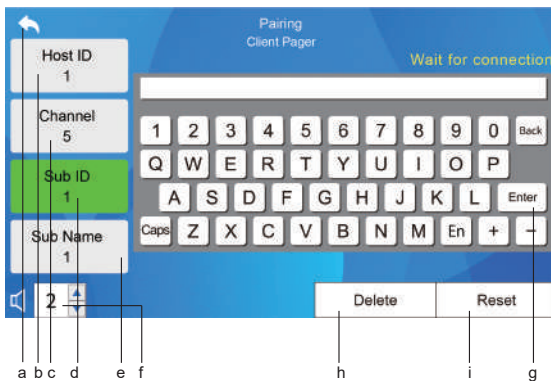 Pairing
Client Pager
Wait for connection
Host ID
1
Channel
5
Sub ID
1
Sub Name
1
1 2 3 4 5 6 7 8 9 0 Back
Q W E R T Y U I O P
A S D F G H J K L Enter
Caps Z X C V B N M En + −
2
Delete
Reset
a b c d e f h i g